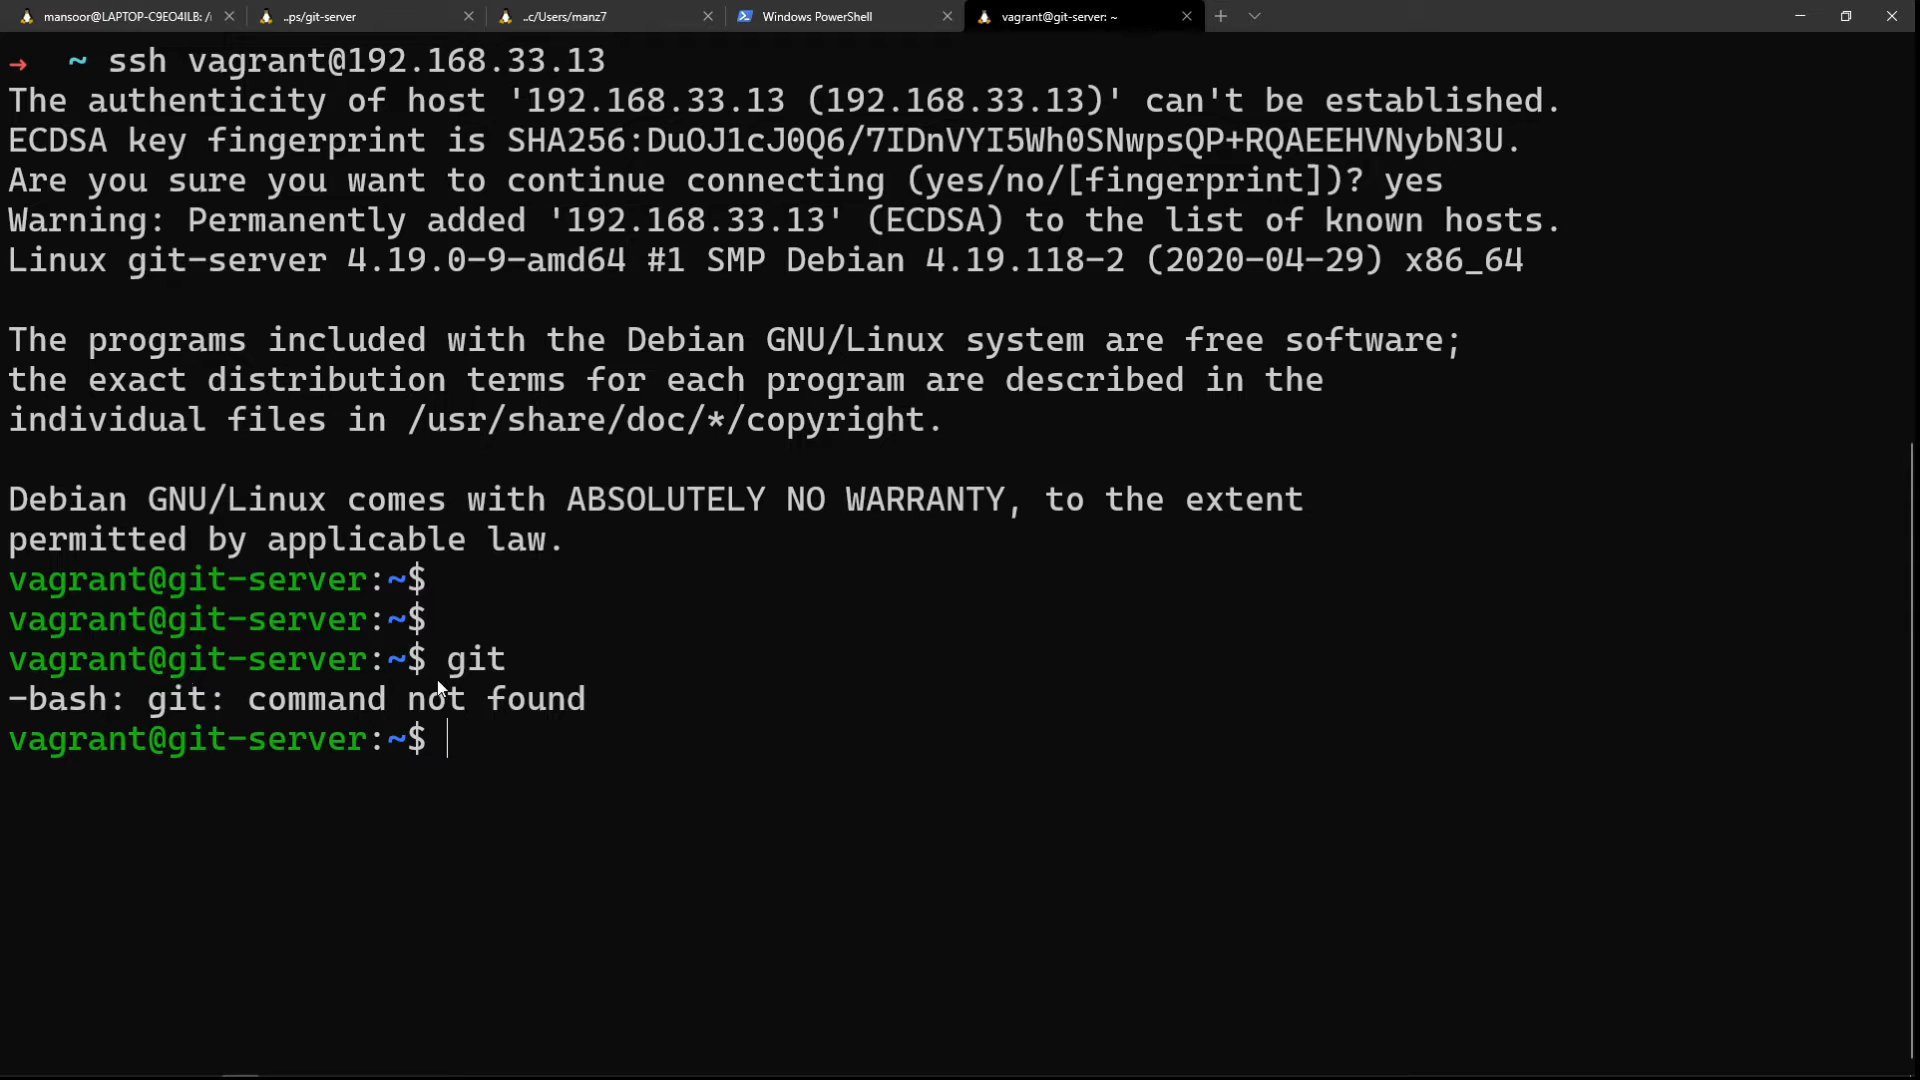 mansoor@LAPTOP-C9EO4ILB: /
..ps/git-server
..c/Users/manz7
Windows PowerShell
vagrant@git-server: ~
→ ~ ssh vagrant@192.168.33.13
The authenticity of host '192.168.33.13 (192.168.33.13)' can't be established.
ECDSA key fingerprint is SHA256:DuOJ1cJ0Q6/7IDnVYI5Wh0SNwpsQP+RQAEEHVNybN3U.
Are you sure you want to continue connecting (yes/no/[fingerprint])? yes
Warning: Permanently added '192.168.33.13' (ECDSA) to the list of known hosts.
Linux git-server 4.19.0-9-amd64 #1 SMP Debian 4.19.118-2 (2020-04-29) x86_64
The programs included with the Debian GNU/Linux system are free software;
the exact distribution terms for each program are described in the
individual files in /usr/share/doc/*/copyright.
Debian GNU/Linux comes with ABSOLUTELY NO WARRANTY, to the extent
permitted by applicable law.
vagrant@git-server:~$
vagrant@git-server:~$
vagrant@git-server:~$ git
-bash: git: command not found
vagrant@git-server:~$